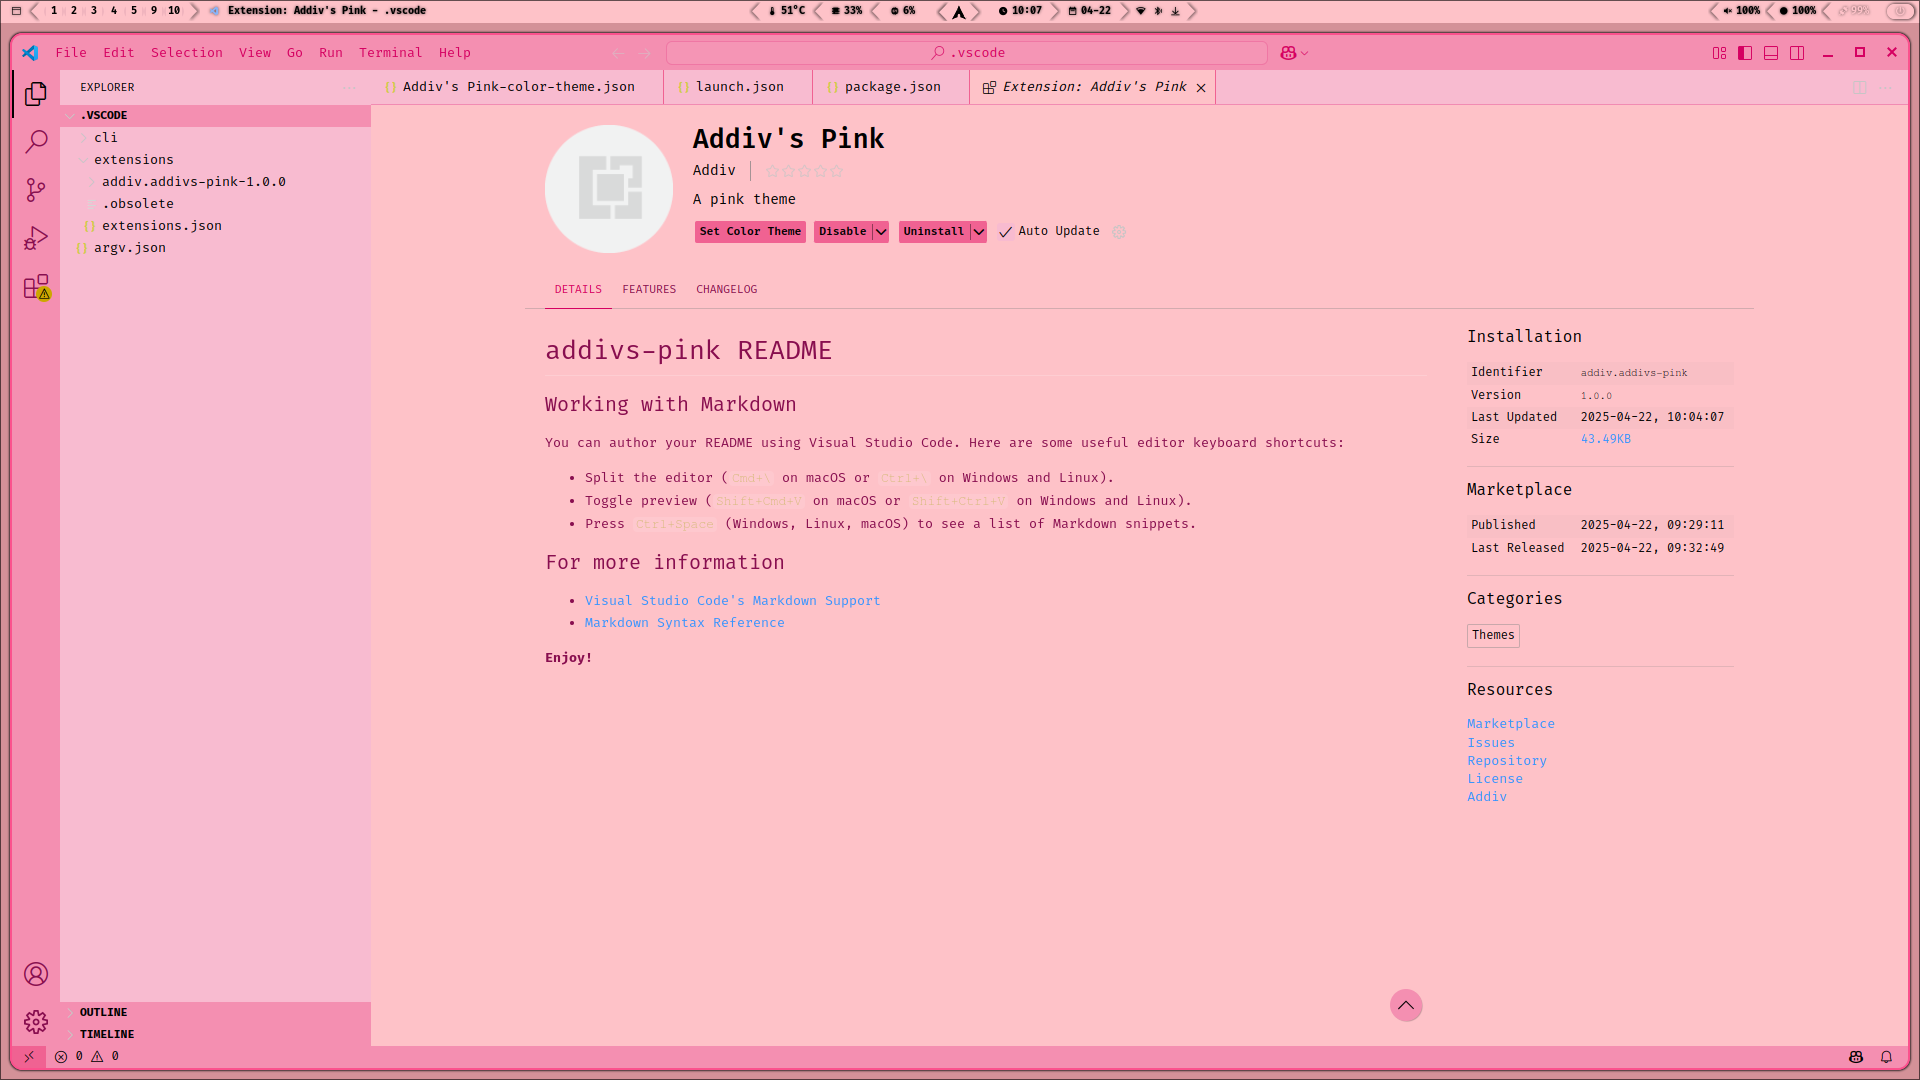 1 2 3 4 5 9 10 Extension: Addiv's Pink - .vscode 51°C 33% 6% 10:07 04-22 100% 100% 99%
File Edit Selection View Go Run Terminal Help .vscode
EXPLORER
Addiv's Pink-color-theme.json launch.json package.json Extension: Addiv's Pink
.VSCODE
cli
extensions
addiv.addivs-pink-1.0.0
.obsolete
extensions.json
argv.json
OUTLINE
TIMELINE
Addiv's Pink
Addiv
A pink theme
Set Color Theme Disable Uninstall Auto Update
DETAILS FEATURES CHANGELOG
addivs-pink README
Working with Markdown
You can author your README using Visual Studio Code. Here are some useful editor keyboard shortcuts:
• Split the editor (Cmd+\ on macOS or Ctrl+\ on Windows and Linux).
• Toggle preview (Shift+Cmd+V on macOS or Shift+Ctrl+V on Windows and Linux).
• Press Ctrl+Space (Windows, Linux, macOS) to see a list of Markdown snippets.
For more information
• Visual Studio Code's Markdown Support
• Markdown Syntax Reference
Enjoy!
Installation
Identifier addiv.addivs-pink
Version 1.0.0
Last Updated 2025-04-22, 10:04:07
Size 43.49KB
Marketplace
Published 2025-04-22, 09:29:11
Last Released 2025-04-22, 09:32:49
Categories
Themes
Resources
Marketplace
Issues
Repository
License
Addiv
0 0